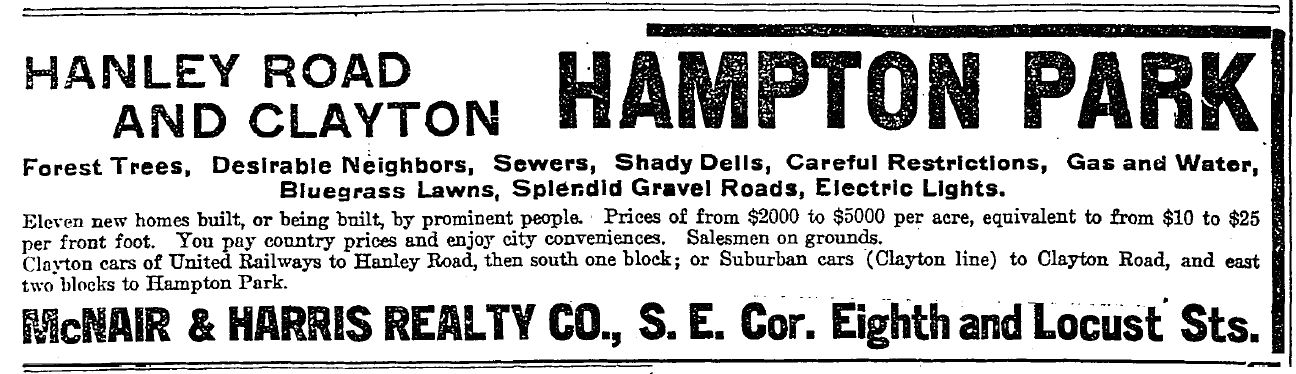 HANLEY ROAD
AND CLAYTON
HAMPTON PARK
Forest Trees, Desirable Neighbors, Sewers, Shady Dells, Careful Restrictions, Gas and Water,
Bluegrass Lawns, Splendid Gravel Roads, Electric Lights.
Eleven new homes built, or being built, by prominent people. Prices of from $2000 to $5000 per acre, equivalent to from $10 to $25
per front foot. You pay country prices and enjoy city conveniences. Salesmen on grounds.
Clayton cars of United Railways to Hanley Road, then south one block; or Suburban cars (Clayton line) to Clayton Road, and east
two blocks to Hampton Park.
McNAIR & HARRIS REALTY CO., S. E. Cor. Eighth and Locust Sts.